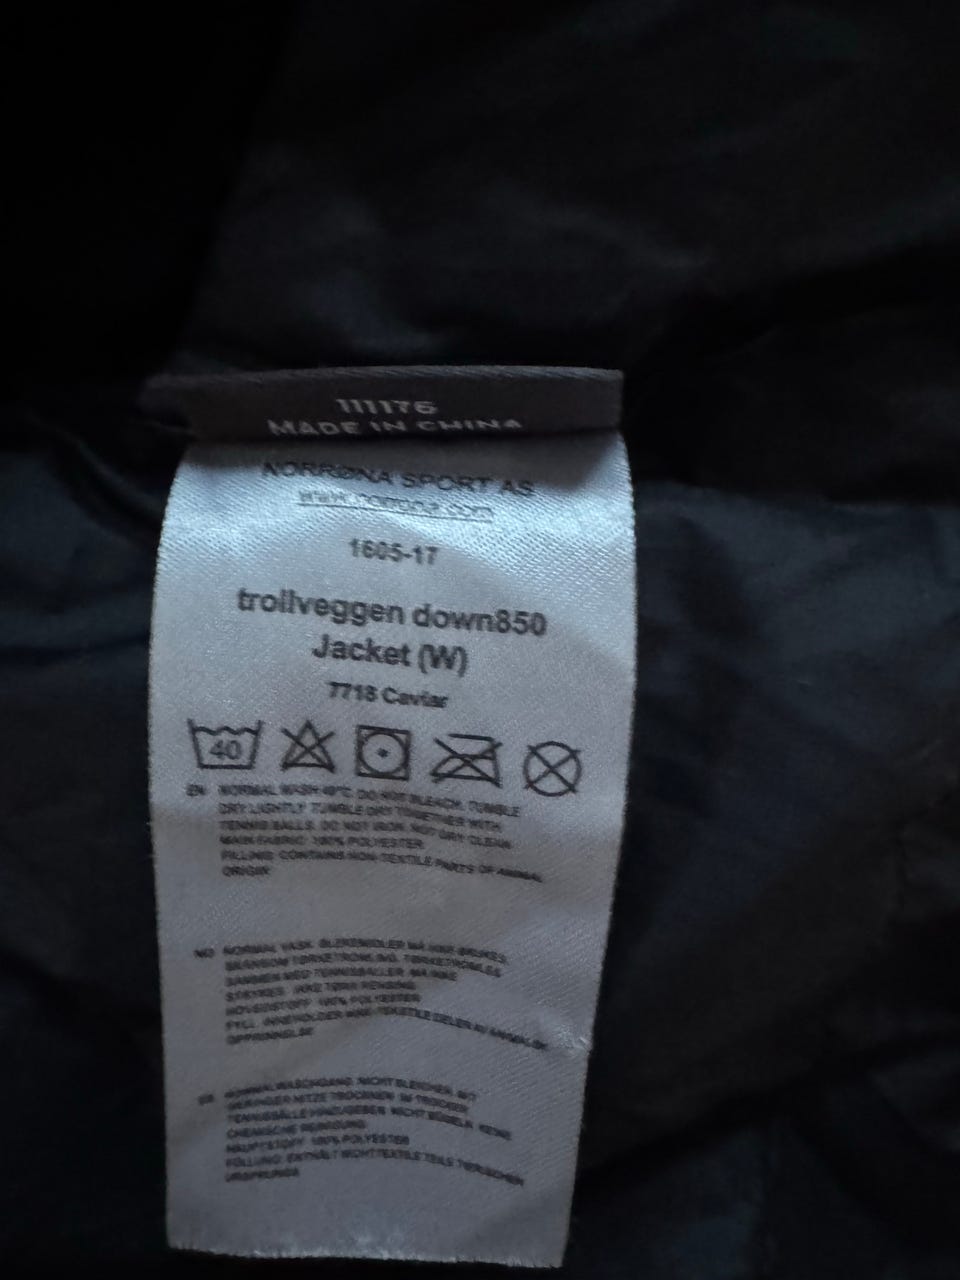 111176
MADE IN CHINA
NORRØNA SPORT AS
www.norrona.com
1605-17
trollveggen down850
Jacket (W)
7718 Caviar
40
EN NORMAL WASH 40°C. DO NOT BLEACH. TUMBLE
DRY LIGHTLY. TUMBLE DRY TOGETHER WITH
TENNIS BALLS. DO NOT IRON. NOT DRY CLEAN.
MAIN FABRIC: 100% POLYESTER
FILLING: CONTAINS NON-TEXTILE PARTS OF ANIMAL
ORIGIN
NO NORMAL VASK. BLEKEMIDLER MÅ IKKE BRUKES.
SKÅNSOM TØRKETROMLING. TØRKETROMLES
SAMMEN MED TENNISBALLER. MÅ IKKE
STRYKES. IKKE TØRR RENSING.
HOVEDSTOFF: 100% POLYESTER
FYLL: INNEHOLDER IKKE TEKSTILE DELER AV ANIMALSK
OPPRINNELSE
NORMALWASCHGANG. NICHT BLEICHEN. MIT
GERINGER HITZE TROCKNEN. IM TROCKNER
TENNISBÄLLE HINZUGEBEN. NICHT BÜGELN. KEINE
CHEMISCHE REINIGUNG.
HAUPTSTOFF: 100% POLYESTER
FÜLLUNG: ENTHÄLT NICHTTEXTILE TEILE TIERISCHEN
URSPRUNGS